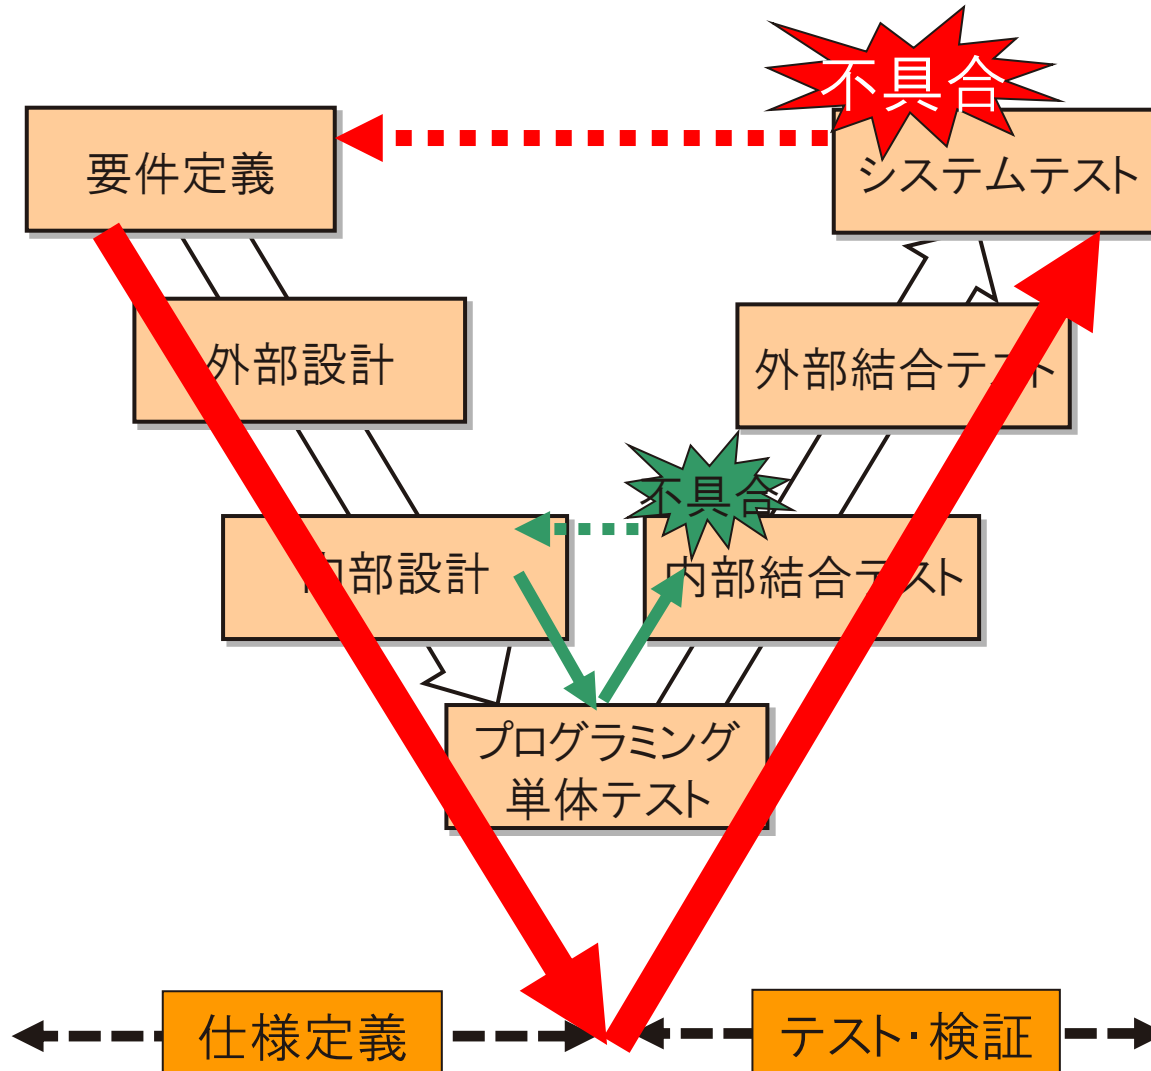 不具合
要件定義
システムテスト
外部設計
外部結合テスト
不具合
内部設計
内部結合テスト
プログラミング
単体テスト
仕様定義
テスト・検証